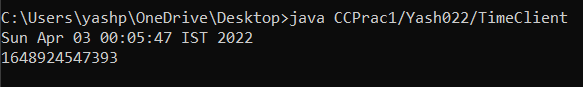 C:\Users\yashp\OneDrive\Desktop>java CCPrac1/Yash022/TimeClient
Sun Apr 03 00:05:47 IST 2022
1648924547393